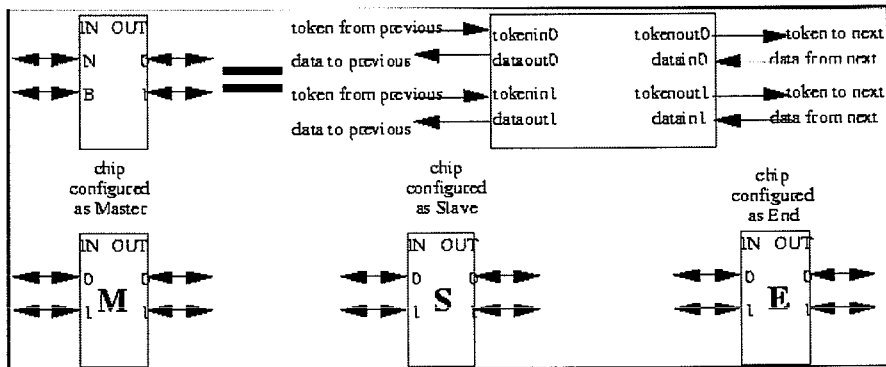 IN OUT
N 0
B 1
token from previous
data to previous
token from previous
data to previous
tokenin0 tokenout0
dataout0 datain0
tokenin1 tokenout1
dataout1 datain1
token to next
data from next
token to next
data from next
chip
configured
as Master
IN OUT
0 0
1 1
M
chip
configured
as Slave
IN OUT
0 0
1 1
S
chip
configured
as End
IN OUT
0 0
1 1
E